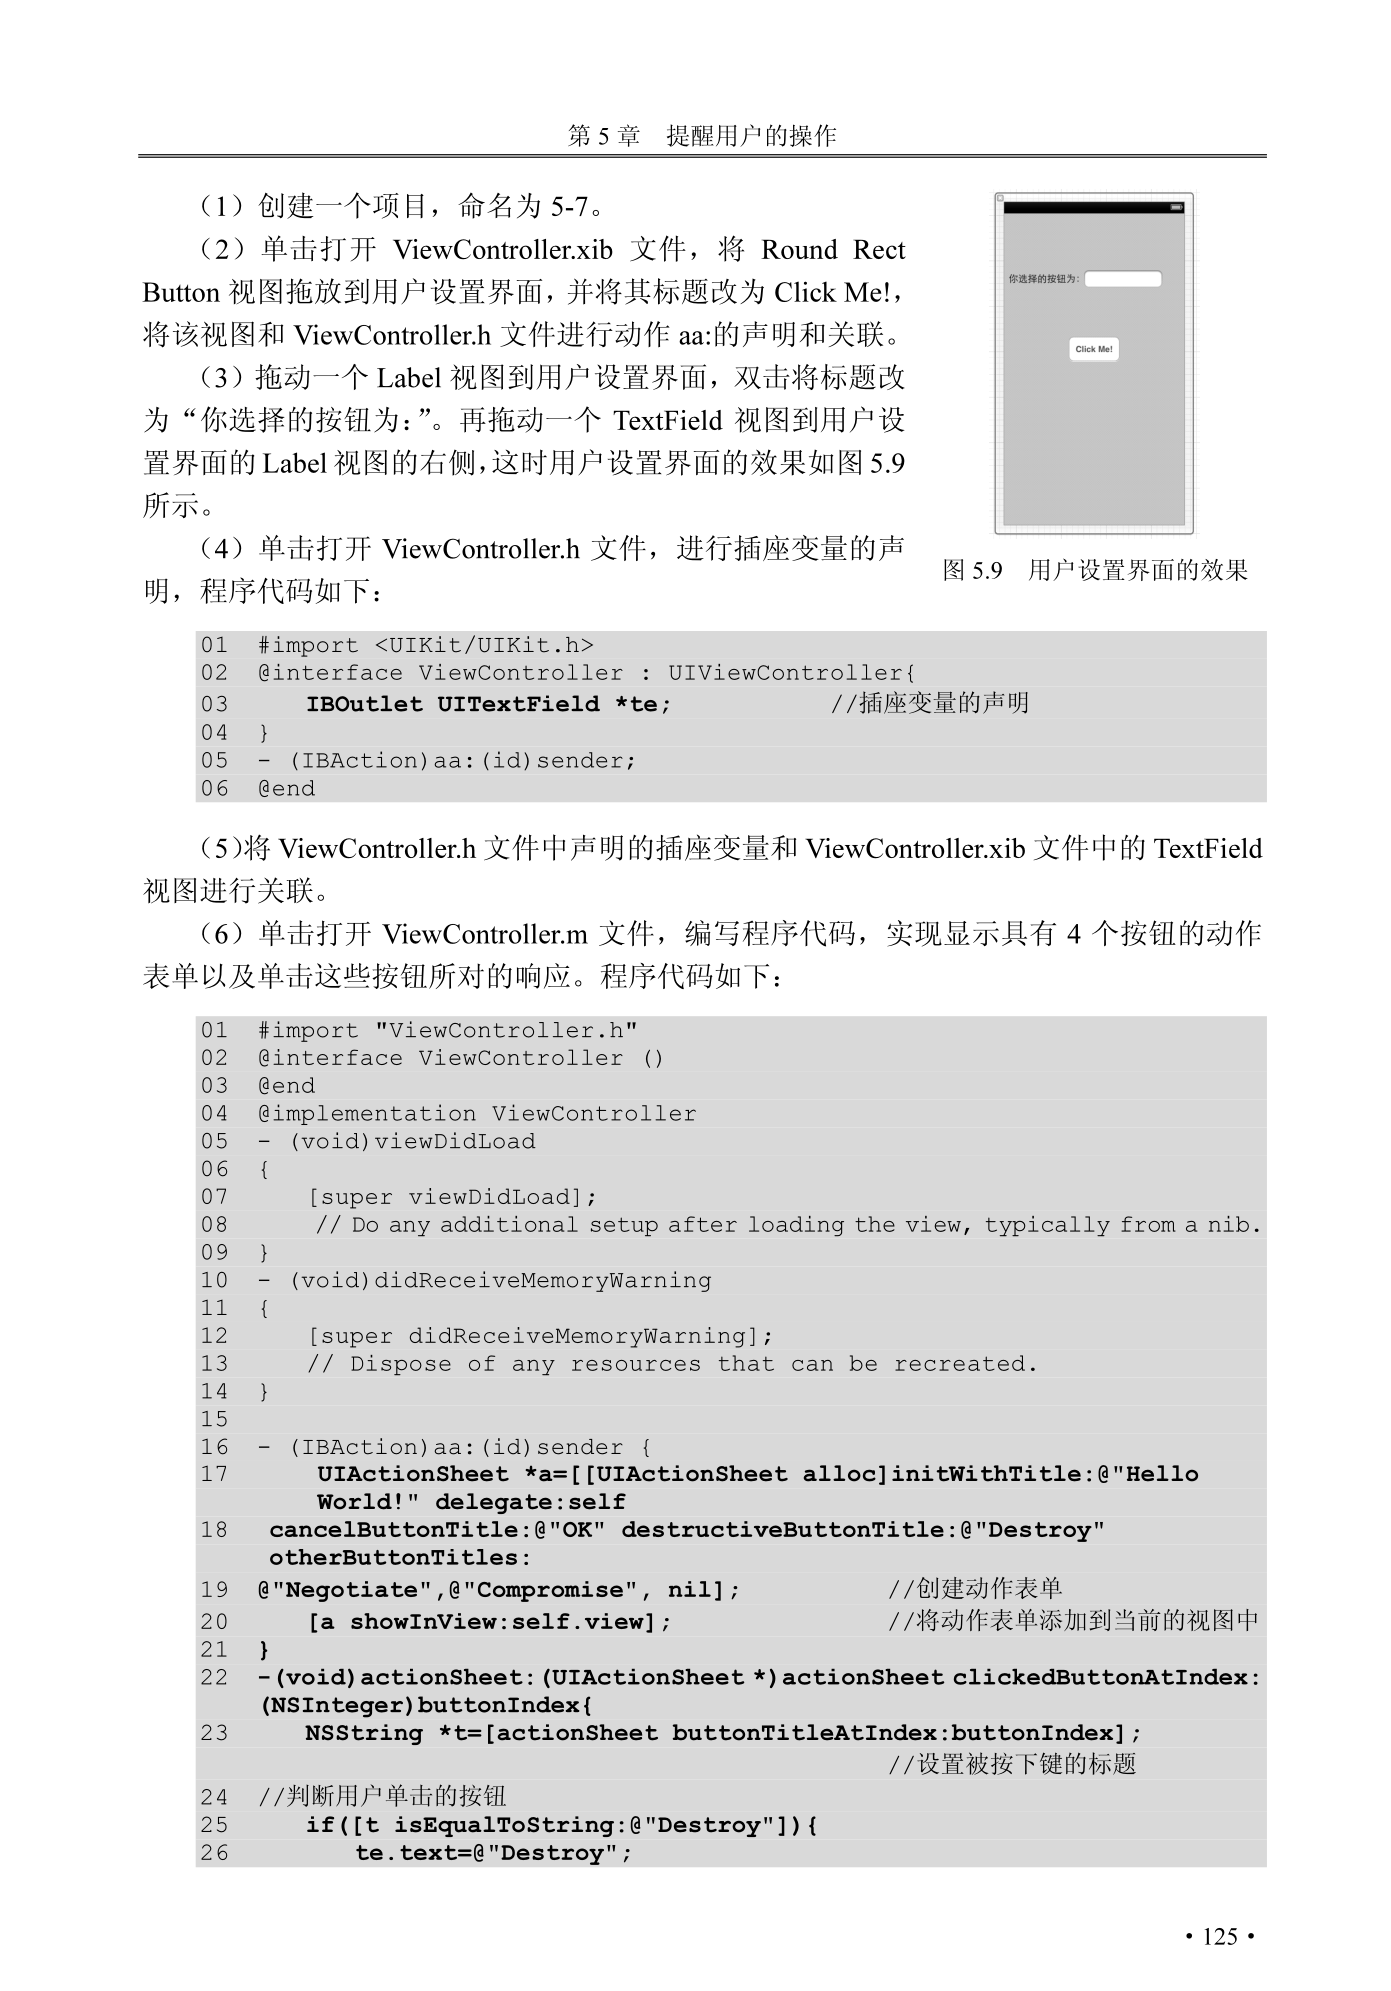 第 5 章　提醒用户的操作
（1）创建一个项目，命名为 5-7。
（2）单击打开 ViewController.xib 文件，将 Round Rect
Button 视图拖放到用户设置界面，并将其标题改为 Click Me!，
将该视图和 ViewController.h 文件进行动作 aa:的声明和关联。
（3）拖动一个 Label 视图到用户设置界面，双击将标题改
为“你选择的按钮为：”。再拖动一个 TextField 视图到用户设
置界面的 Label 视图的右侧，这时用户设置界面的效果如图 5.9
所示。
（4）单击打开 ViewController.h 文件，进行插座变量的声
明，程序代码如下：
你选择的按钮为：
Click Me!
图 5.9　用户设置界面的效果
01  #import <UIKit/UIKit.h>
02  @interface ViewController : UIViewController{
03     IBOutlet UITextField *te;          //插座变量的声明
04  }
05  - (IBAction)aa:(id)sender;
06  @end
（5）将 ViewController.h 文件中声明的插座变量和 ViewController.xib 文件中的 TextField
视图进行关联。
（6）单击打开 ViewController.m 文件，编写程序代码，实现显示具有 4 个按钮的动作
表单以及单击这些按钮所对的响应。程序代码如下：
01  #import "ViewController.h"
02  @interface ViewController ()
03  @end
04  @implementation ViewController
05  - (void)viewDidLoad
06  {
07     [super viewDidLoad];
08      // Do any additional setup after loading the view, typically from a nib.
09  }
10  - (void)didReceiveMemoryWarning
11  {
12     [super didReceiveMemoryWarning];
13     // Dispose of any resources that can be recreated.
14  }
15
16  - (IBAction)aa:(id)sender {
17      UIActionSheet *a=[[UIActionSheet alloc]initWithTitle:@"Hello
World!" delegate:self
18   cancelButtonTitle:@"OK" destructiveButtonTitle:@"Destroy"
otherButtonTitles:
19  @"Negotiate",@"Compromise", nil];          //创建动作表单
20     [a showInView:self.view];               //将动作表单添加到当前的视图中
21  }
22  -(void)actionSheet:(UIActionSheet *)actionSheet clickedButtonAtIndex:
(NSInteger)buttonIndex{
23     NSString *t=[actionSheet buttonTitleAtIndex:buttonIndex];
//设置被按下键的标题
24  //判断用户单击的按钮
25     if([t isEqualToString:@"Destroy"]){
26        te.text=@"Destroy";
• 125 •